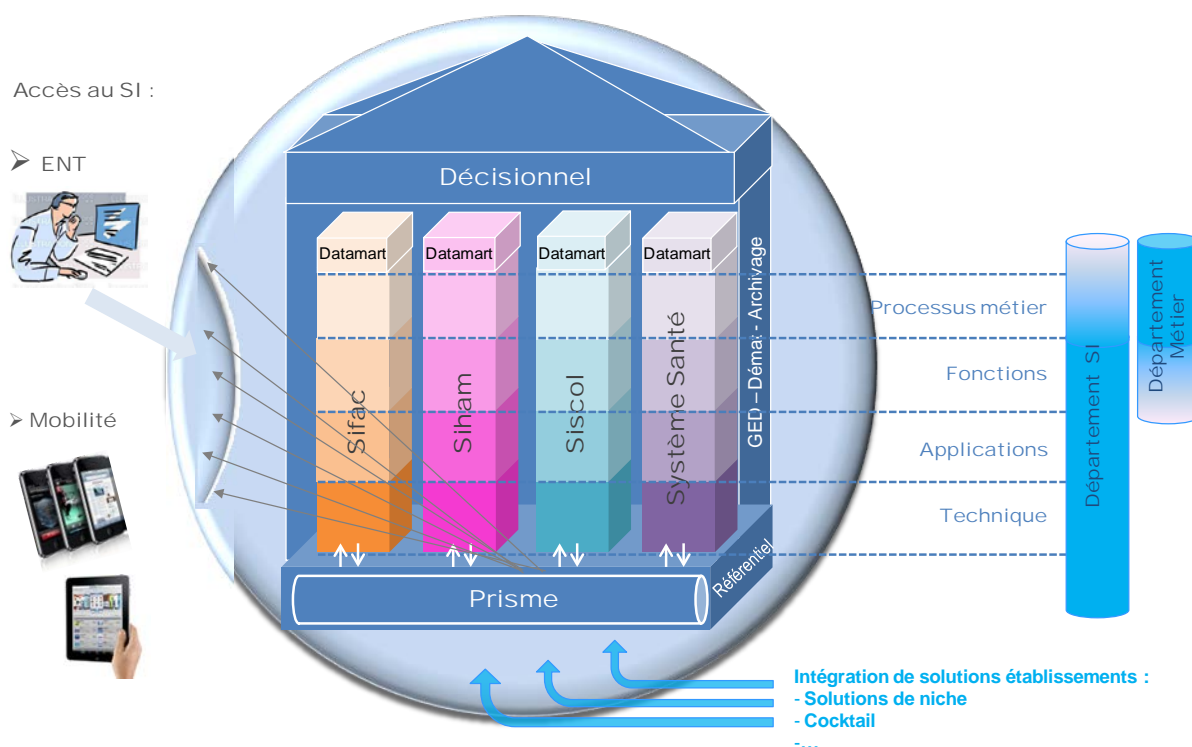 Accès au SI :
➢ ENT
➢ Mobilité
Décisionnel
Datamart
Datamart
Datamart
Datamart
Sifac
Siham
Siscol
Système Santé
GED – Démat - Archivage
Référentiel
Prisme
Processus métier
Fonctions
Applications
Technique
Département SI
Département
Métier
Intégration de solutions établissements :
- Solutions de niche
- Cocktail
-...